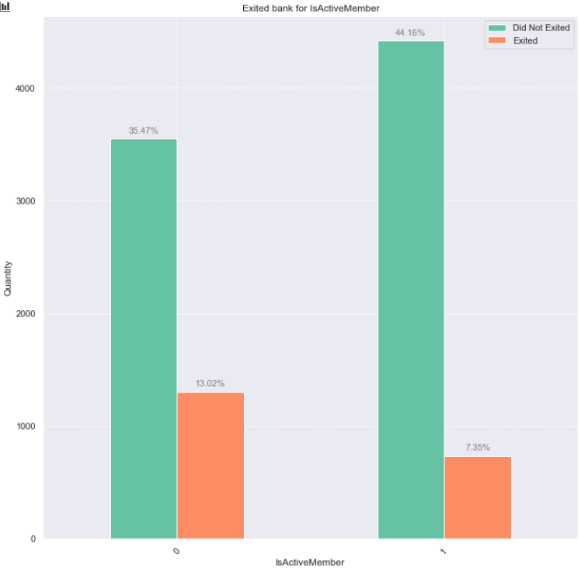 Exited bank for IsActiveMember
Did Not Exited
Exited
44.16%
35.47%
13.02%
7.35%
4000
3000
2000
1000
0
Quantity
0
1
IsActiveMember